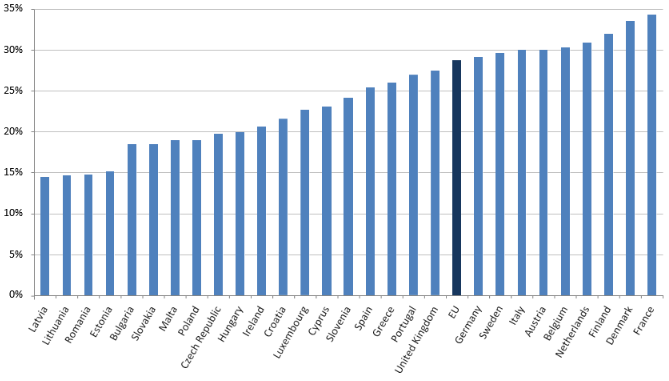 35%
30%
25%
20%
15%
10%
5%
0%
Latvia
Lithuania
Romania
Estonia
Bulgaria
Slovakia
Malta
Poland
Czech Republic
Hungary
Ireland
Croatia
Luxembourg
Cyprus
Slovenia
Spain
Greece
Portugal
United Kingdom
EU
Germany
Sweden
Italy
Austria
Belgium
Netherlands
Finland
Denmark
France